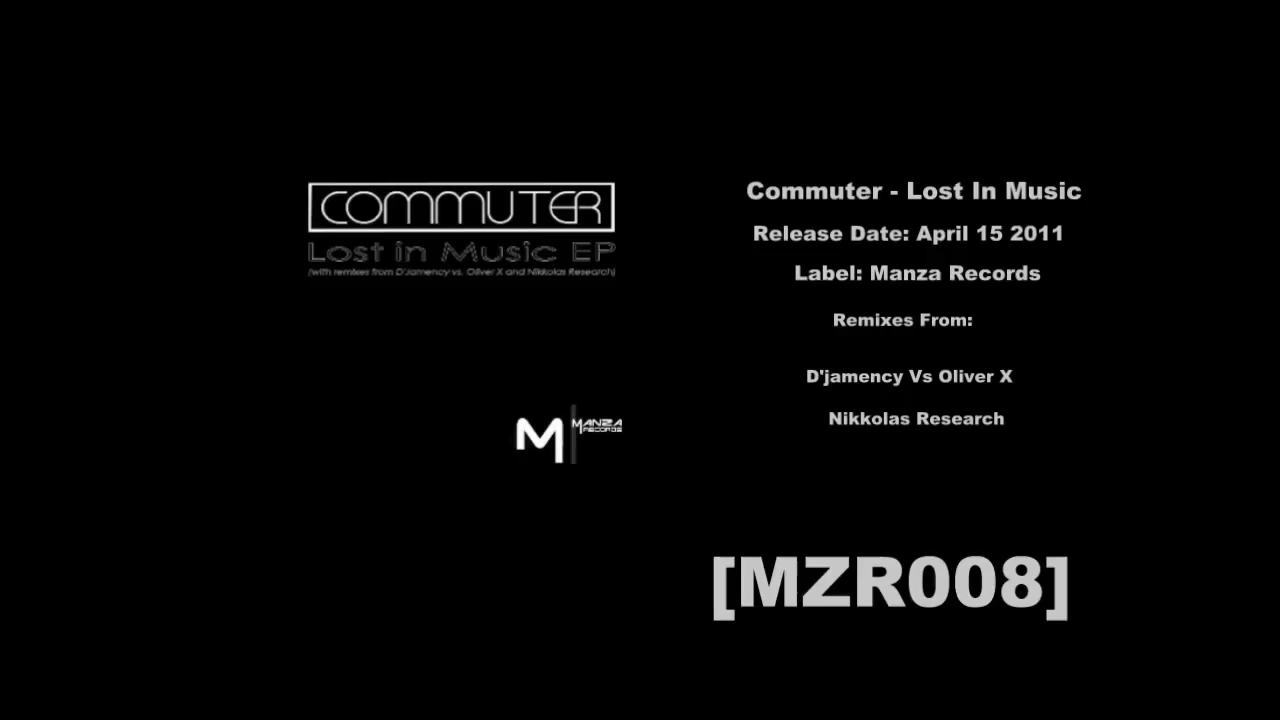 COMMUTER
Lost in Music EP
(with remixes from D'Jamency vs. Oliver X and Nikkolas Research)
M
MANZA
RECORDS
Commuter - Lost In Music
Release Date: April 15 2011
Label: Manza Records
Remixes From:
D'jamency Vs Oliver X
Nikkolas Research
[MZR008]